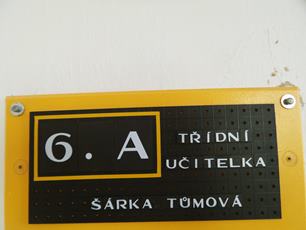 6. A
TŘÍDNÍ
UČITELKA
ŠÁRKA TŮMOVÁ